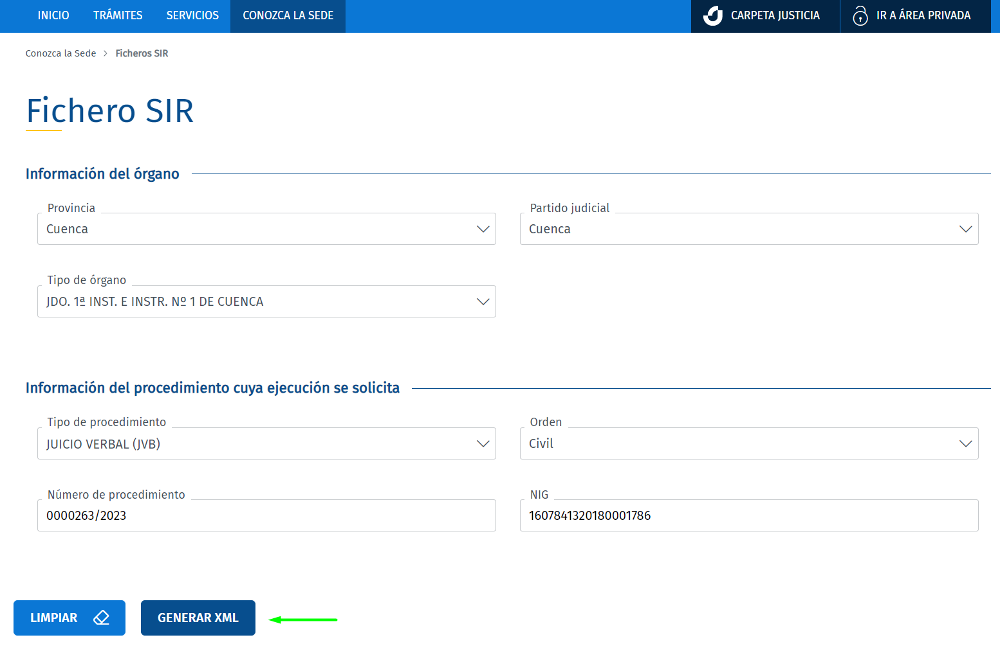 INICIO TRÁMITES SERVICIOS CONOZCA LA SEDE CARPETA JUSTICIA IR A ÁREA PRIVADA
Conozca la Sede > Ficheros SIR
Fichero SIR
Información del órgano
Provincia Partido judicial
Cuenca Cuenca
Tipo de órgano
JDO. 1ª INST. E INSTR. Nº 1 DE CUENCA
Información del procedimiento cuya ejecución se solicita
Tipo de procedimiento Orden
JUICIO VERBAL (JVB) Civil
Número de procedimiento NIG
0000263/2023 1607841320180001786
LIMPIAR GENERAR XML